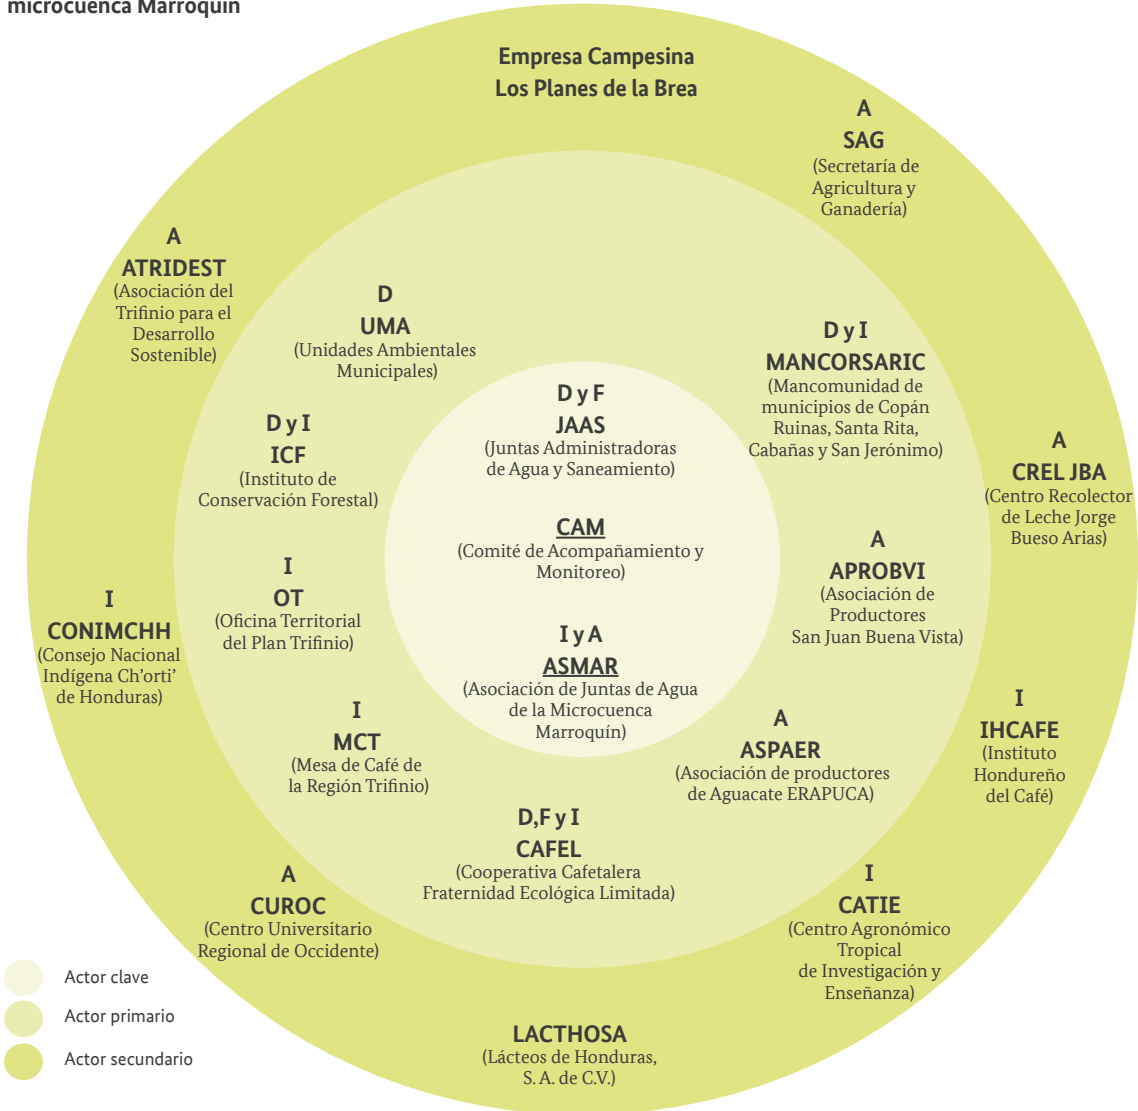 microcuenca Marroquín
Empresa Campesina
Los Planes de la Brea
A
SAG
(Secretaría de
Agricultura y
Ganadería)
A
ATRIDEST
(Asociación del
Trifinio para el
Desarrollo
Sostenible)
D
UMA
(Unidades Ambientales
Municipales)
D y I
MANCORSARIC
(Mancomunidad de
municipios de Copán
Ruinas, Santa Rita,
Cabañas y San Jerónimo)
D y F
JAAS
(Juntas Administradoras
de Agua y Saneamiento)
D y I
ICF
(Instituto de
Conservación Forestal)
A
CREL JBA
(Centro Recolector
de Leche Jorge
Bueso Arias)
CAM
(Comité de Acompañamiento y
Monitoreo)
A
APROBVI
(Asociación de
Productores
San Juan Buena Vista)
I
OT
(Oficina Territorial
del Plan Trifinio)
I
CONIMCHH
(Consejo Nacional
Indígena Ch'orti'
de Honduras)
I y A
ASMAR
(Asociación de Juntas de Agua
de la Microcuenca
Marroquín)
I
IHCAFE
(Instituto
Hondureño
del Café)
I
MCT
(Mesa de Café de
la Región Trifinio)
A
ASPAER
(Asociación de productores
de Aguacate ERAPUCA)
D,F y I
CAFEL
(Cooperativa Cafetalera
Fraternidad Ecológica Limitada)
A
CUROC
(Centro Universitario
Regional de Occidente)
I
CATIE
(Centro Agronómico
Tropical
de Investigación y
Enseñanza)
LACTHOSA
(Lácteos de Honduras,
S. A. de C.V.)
Actor clave
Actor primario
Actor secundario